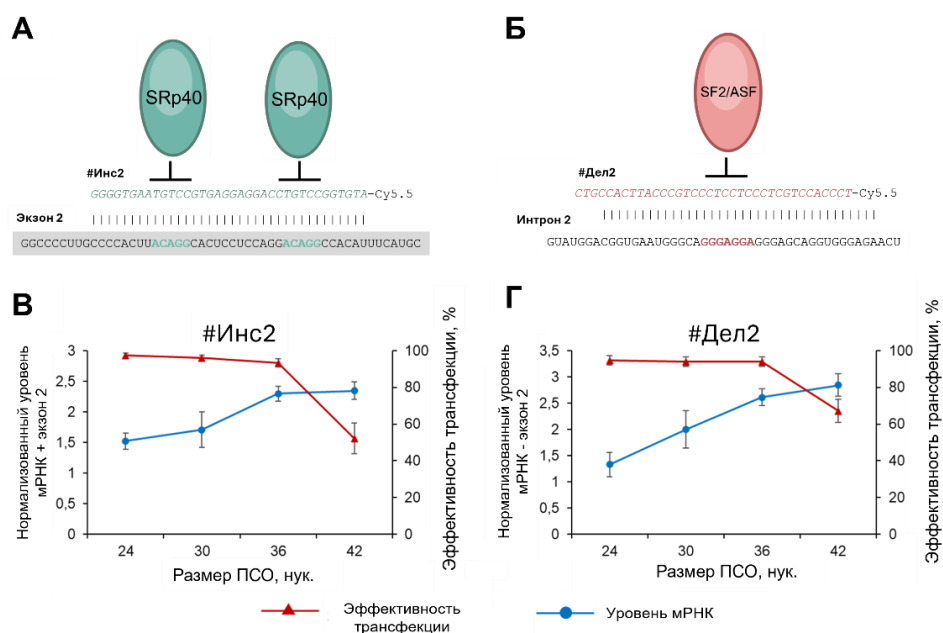 А
Б
SRp40
SRp40
SF2/ASF
#Инс2
#Дел2
GGGGTGAATGTCCGTGAGGAGGACCTGTCCGGTGTA-Cy5.5
CTGCCACTTACCCGTCCCTCCTCCCTCGTCCACCCT-Cy5.5
Экзон 2
Интрон 2
GGCCCCUUGCCCCACUUACAGGCACUCCUCCAGGACAGGCCACAUUUCAUGC
GUAUGGACGGUGAAUGGGCAGGGAGGAGGGAGCAGGUGGGAGAACU
В
Г
#Инс2
#Дел2
Нормализованный уровень
мРНК + экзон 2
3
2,5
2
1,5
1
0,5
0
100
80
60
40
20
0
Эффективность трансфекции, %
24 30 36 42
Размер ПСО, нук.
Нормализованный уровень
мРНК - экзон 2
3,5
3
2,5
2
1,5
1
0,5
0
100
80
60
40
20
0
Эффективность трансфекции, %
24 30 36 42
Размер ПСО, нук.
Эффективность
трансфекции
Уровень мРНК